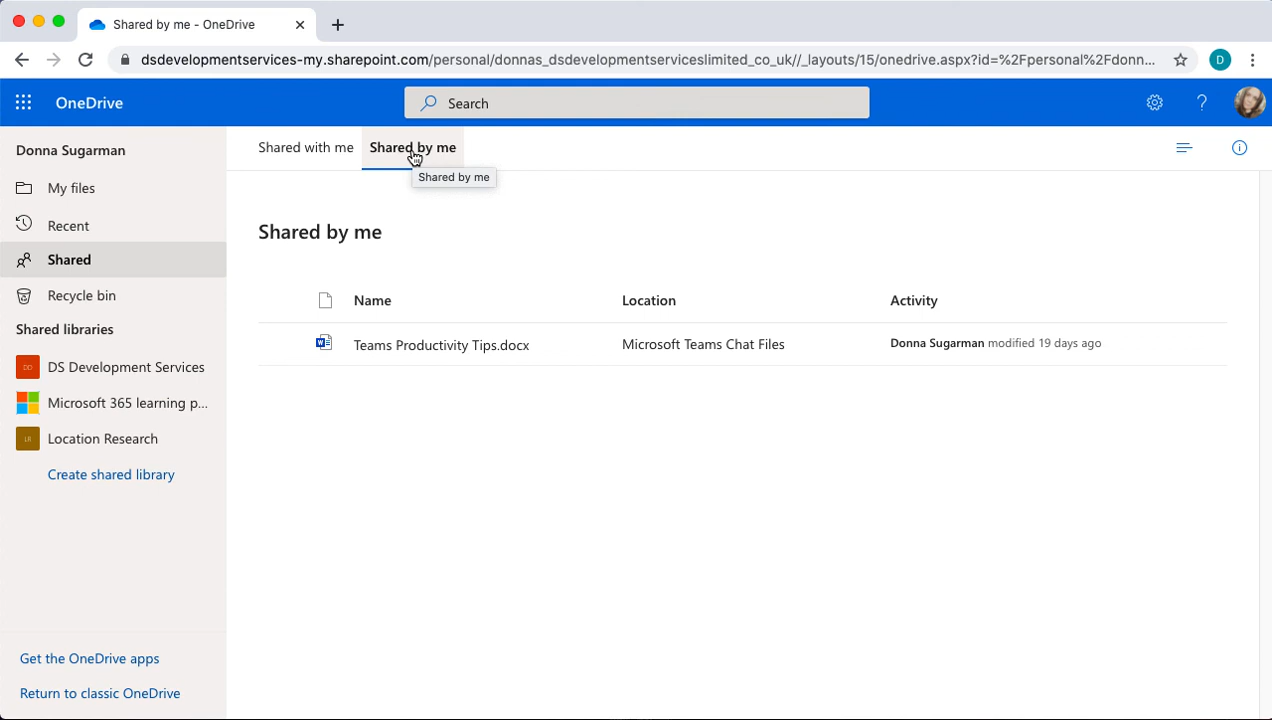 Shared by me - OneDrive
dsdevelopmentservices-my.sharepoint.com/personal/donnas_dsdevelopmentserviceslimited_co_uk//_layouts/15/onedrive.aspx?id=%2Fpersonal%2Fdonn...
D
OneDrive
Search
?
Donna Sugarman
My files
Recent
Shared
Recycle bin
Shared libraries
DD
DS Development Services
Microsoft 365 learning p...
LR
Location Research
Create shared library
Get the OneDrive apps
Return to classic OneDrive
Shared with me
Shared by me
Shared by me
Shared by me
Name Location Activity
W
Teams Productivity Tips.docx Microsoft Teams Chat Files Donna Sugarman modified 19 days ago